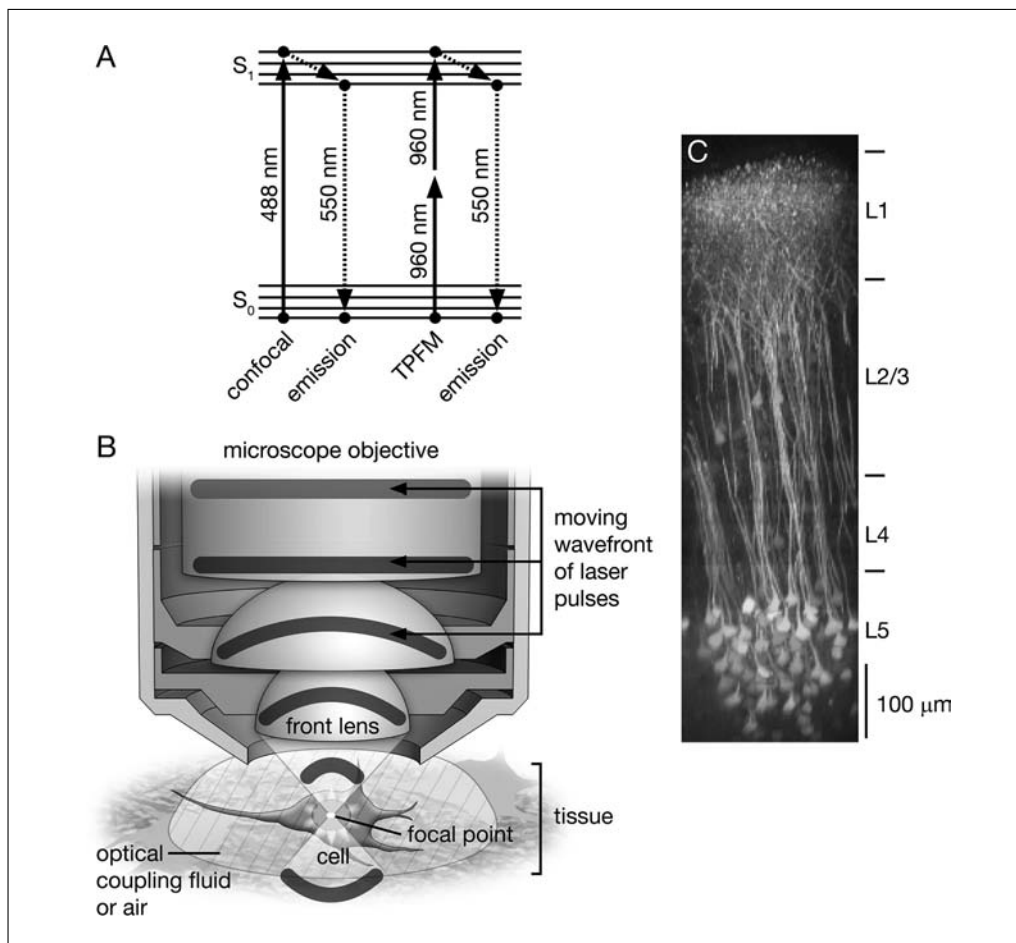 A
S1
S0
488 nm
550 nm
960 nm
960 nm
550 nm
confocal
emission
TPFM
emission
B
microscope objective
moving
wavefront
of laser
pulses
front lens
focal point
cell
tissue
optical
coupling fluid
or air
C
L1
L2/3
L4
L5
100 μm